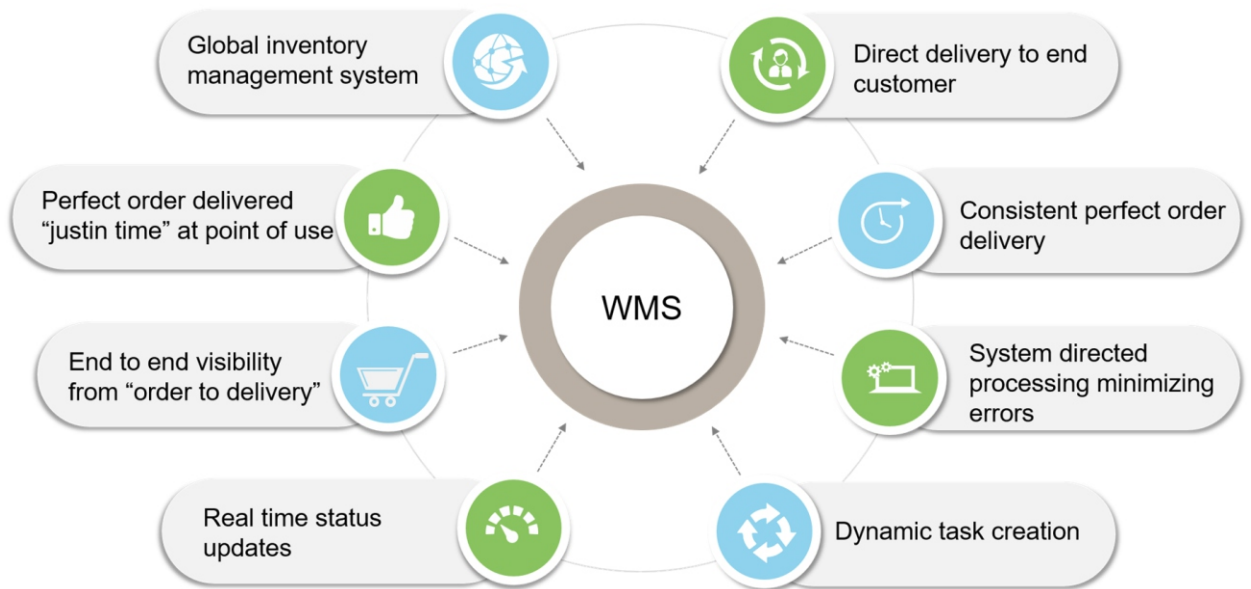 Global inventory
management system
Direct delivery to end
customer
Perfect order delivered
“justin time” at point of use
Consistent perfect order
delivery
WMS
End to end visibility
from “order to delivery”
System directed
processing minimizing
errors
Real time status
updates
Dynamic task creation